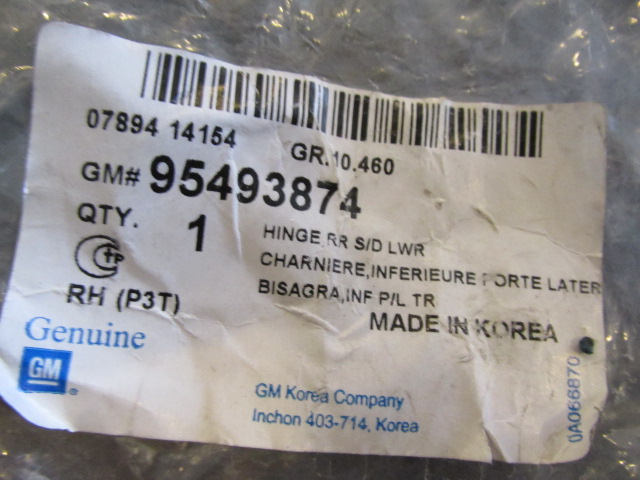 07894 14154
GR.10.460
GM# 95493874
QTY. 1
HINGE,RR S/D LWR
CHARNIERE,INFERIEURE PORTE LATER
BISAGRA,INF P/L TR
RH (P3T)
MADE IN KOREA
Genuine
GM
GM Korea Company
Inchon 403-714, Korea
0A066870